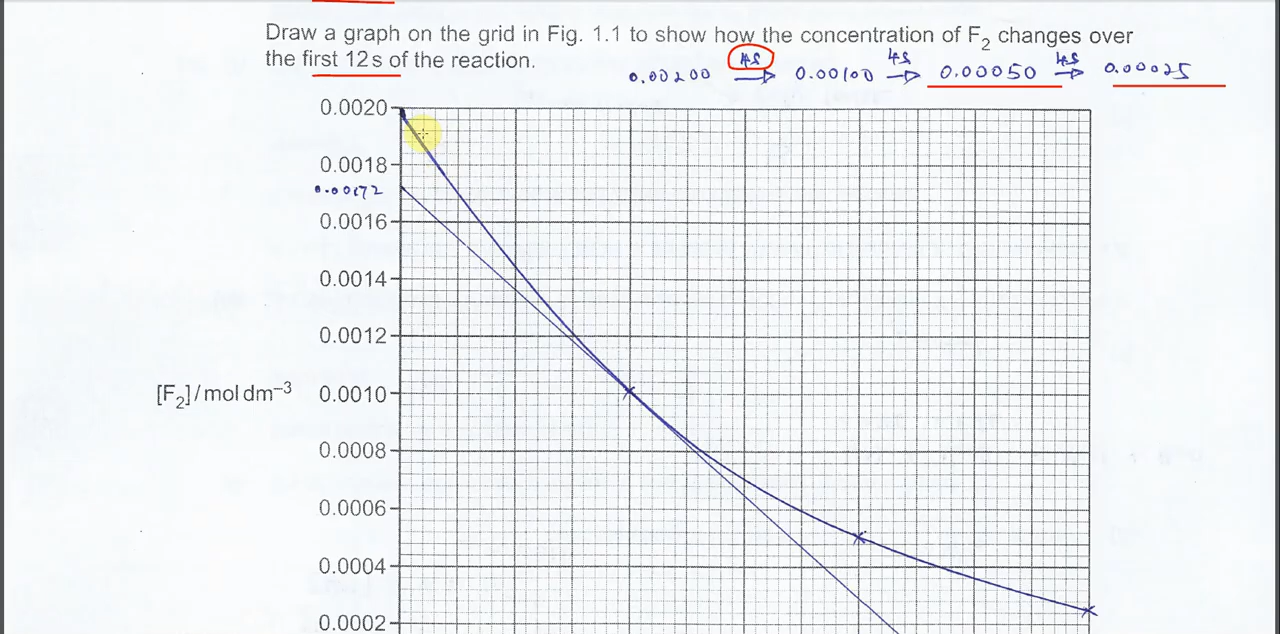 Draw a graph on the grid in Fig. 1.1 to show how the concentration of F₂ changes over
the first 12 s of the reaction.
0.00200 4s → 0.00100 4s → 0.00050 4s → 0.00025
0.0020
0.0018
0.00172
0.0016
0.0014
0.0012
[F₂] / mol dm⁻³ 0.0010
0.0008
0.0006
0.0004
0.0002